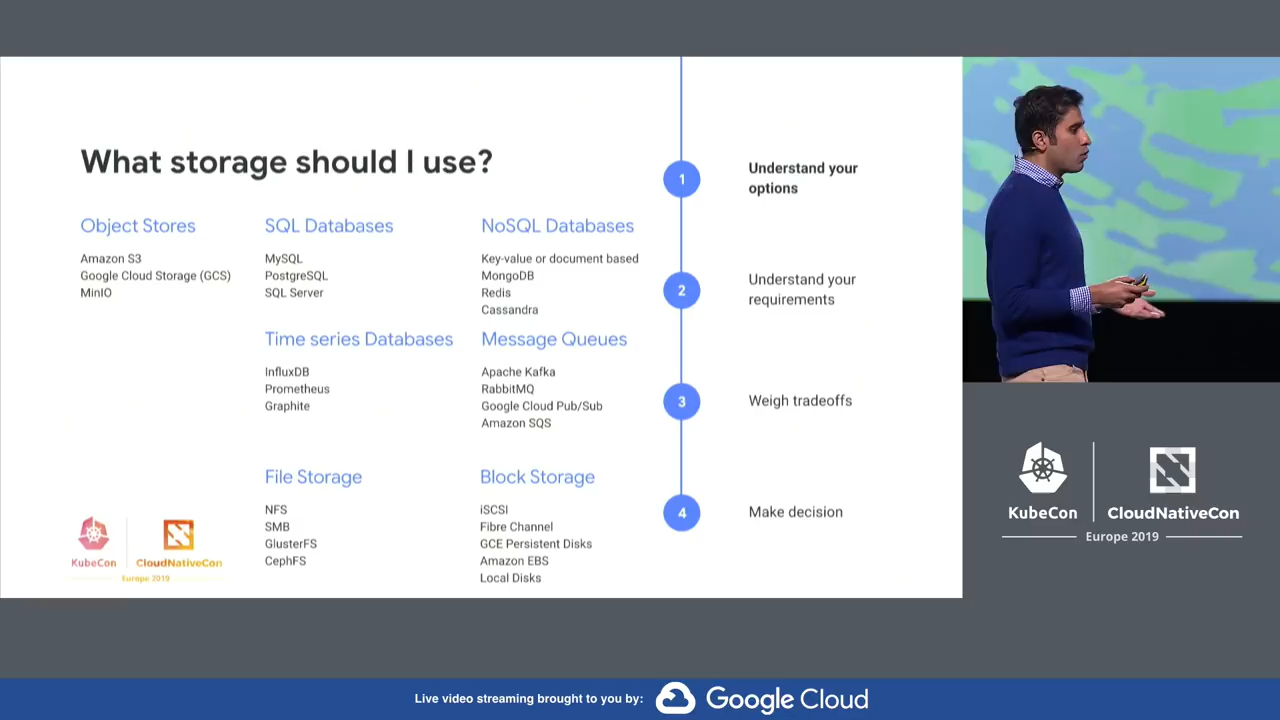 What storage should I use?
Object Stores
Amazon S3
Google Cloud Storage (GCS)
MinIO
SQL Databases
MySQL
PostgreSQL
SQL Server
NoSQL Databases
Key-value or document based
MongoDB
Redis
Cassandra
Time series Databases
InfluxDB
Prometheus
Graphite
Message Queues
Apache Kafka
RabbitMQ
Google Cloud Pub/Sub
Amazon SQS
File Storage
NFS
SMB
GlusterFS
CephFS
Block Storage
iSCSI
Fibre Channel
GCE Persistent Disks
Amazon EBS
Local Disks
1
Understand your
options
2
Understand your
requirements
3
Weigh tradeoffs
4
Make decision
KubeCon
CloudNativeCon
Europe 2019
KubeCon
CloudNativeCon
Europe 2019
Live video streaming brought to you by:
Google Cloud